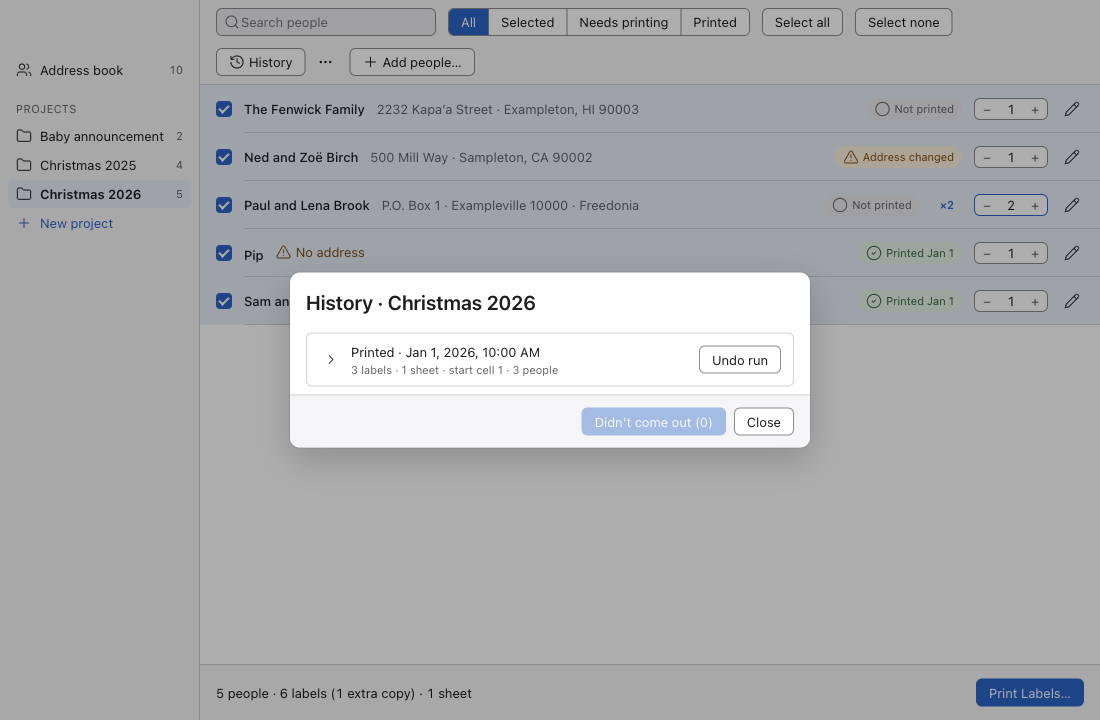 Search people
All
Selected
Needs printing
Printed
Select all
Select none
History
Add people…
Address book 10
PROJECTS
Baby announcement 2
Christmas 2025 4
Christmas 2026 5
New project
The Fenwick Family 2232 Kapaʻa Street · Exampleton, HI 90003 Not printed − 1 +
Ned and Zoë Birch 500 Mill Way · Sampleton, CA 90002 Address changed − 1 +
Paul and Lena Brook P.O. Box 1 · Exampleville 10000 · Freedonia Not printed ×2 − 2 +
Pip No address Printed Jan 1 − 1 +
Sam an Printed Jan 1 − 1 +
History · Christmas 2026
Printed · Jan 1, 2026, 10:00 AM
3 labels · 1 sheet · start cell 1 · 3 people
Undo run
Didn't come out (0)
Close
5 people · 6 labels (1 extra copy) · 1 sheet
Print Labels…